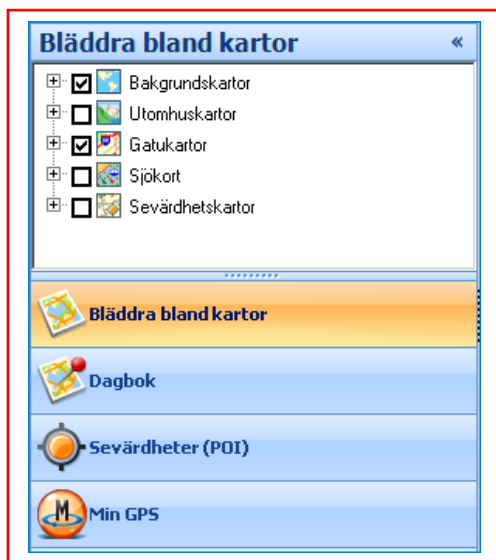 Bläddra bland kartor «
Bakgrundskartor
Utomhuskartor
Gatukartor
Sjökort
Sevärdhetskartor
Bläddra bland kartor
Dagbok
Sevärdheter (POI)
M Min GPS